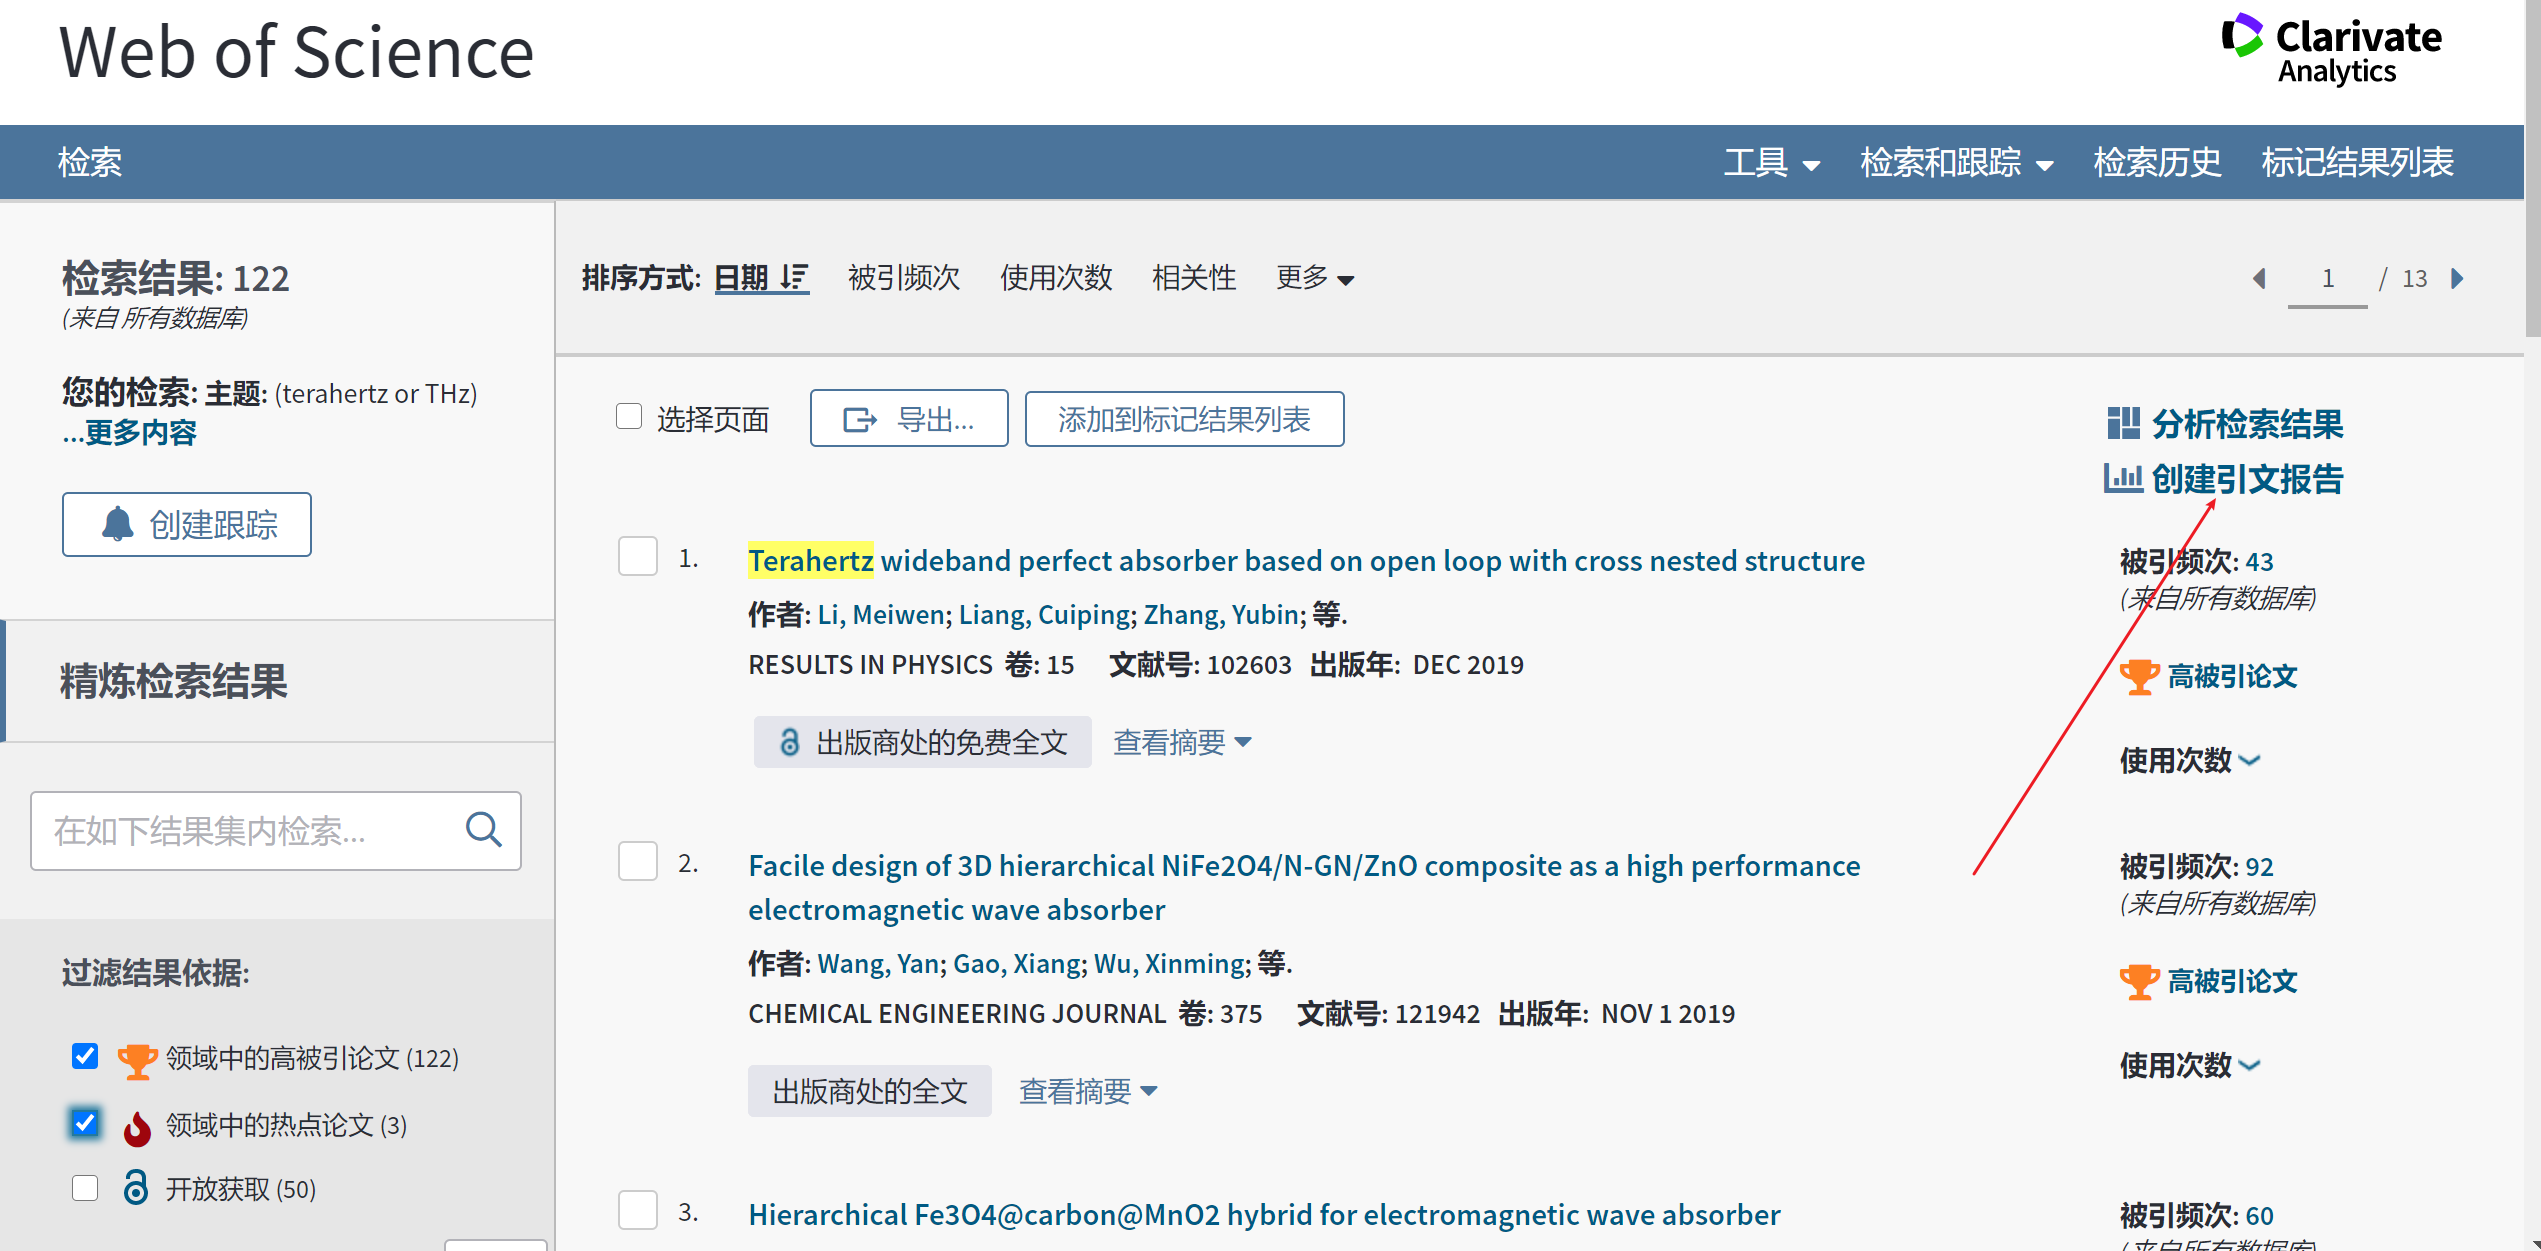 Web of Science
Clarivate
Analytics
检索
工具 检索和跟踪 检索历史 标记结果列表
检索结果: 122
(来自 所有数据库)
您的检索: 主题: (terahertz or THz)
...更多内容
创建跟踪
精炼检索结果
在如下结果集内检索...
过滤结果依据:
领域中的高被引论文 (122)
领域中的热点论文 (3)
开放获取 (50)
排序方式: 日期 被引频次 使用次数 相关性 更多
1 / 13
选择页面 导出... 添加到标记结果列表
分析检索结果
创建引文报告
1. Terahertz wideband perfect absorber based on open loop with cross nested structure
作者: Li, Meiwen; Liang, Cuiping; Zhang, Yubin; 等.
RESULTS IN PHYSICS 卷: 15 文献号: 102603 出版年: DEC 2019
出版商处的免费全文 查看摘要
被引频次: 43
(来自所有数据库)
高被引论文
使用次数
2. Facile design of 3D hierarchical NiFe2O4/N-GN/ZnO composite as a high performance
electromagnetic wave absorber
作者: Wang, Yan; Gao, Xiang; Wu, Xinming; 等.
CHEMICAL ENGINEERING JOURNAL 卷: 375 文献号: 121942 出版年: NOV 1 2019
出版商处的全文 查看摘要
被引频次: 92
(来自所有数据库)
高被引论文
使用次数
3. Hierarchical Fe3O4@carbon@MnO2 hybrid for electromagnetic wave absorber
被引频次: 60
(来自所有数据库)